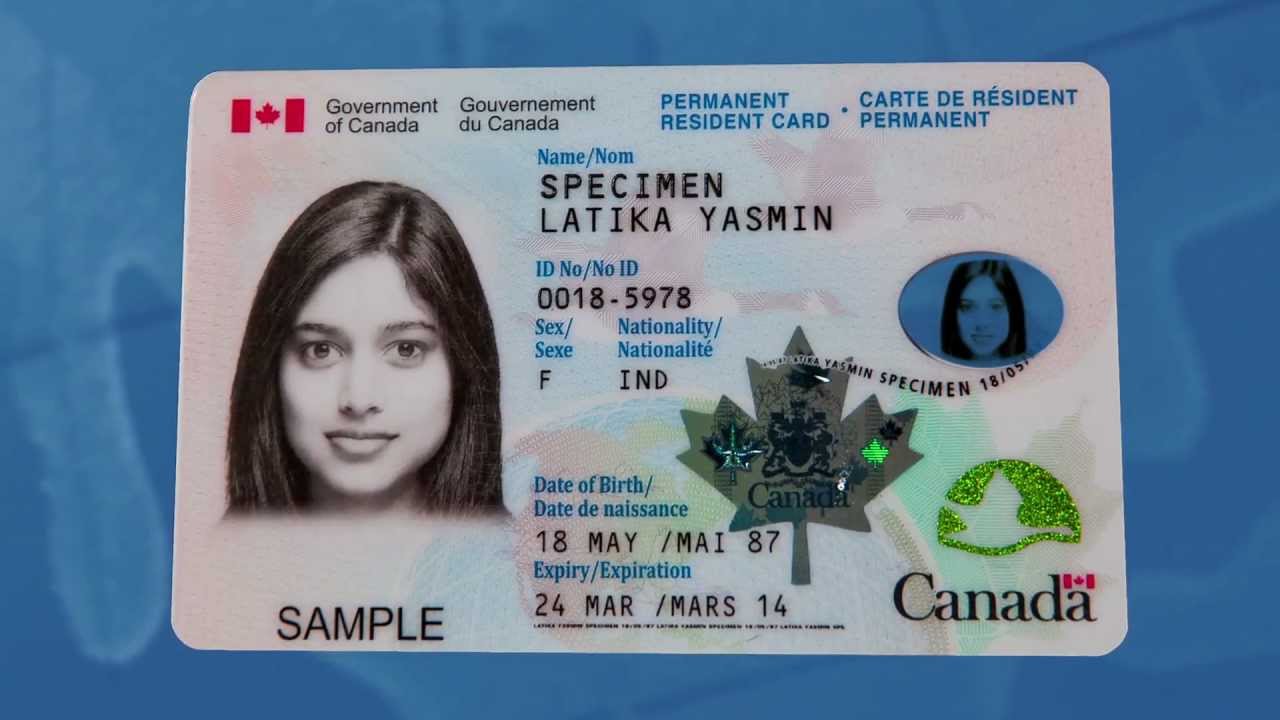 Government of Canada
Gouvernement du Canada
PERMANENT RESIDENT CARD • CARTE DE RÉSIDENT PERMANENT
Name/Nom
SPECIMEN
LATIKA YASMIN
ID No/No ID
0018-5978
Sex/Sexe
Nationality/Nationalité
F
IND
LATIKA YASMIN SPECIMEN 18/05/
Canada
Date of Birth/
Date de naissance
18 MAY /MAI 87
Expiry/Expiration
24 MAR /MARS 14
LATIKA YASMIN SPECIMEN 18/05/87 LATIKA YASMIN SPECIMEN 18/05/87 LATIKA YASMIN SPE
SAMPLE
Canada